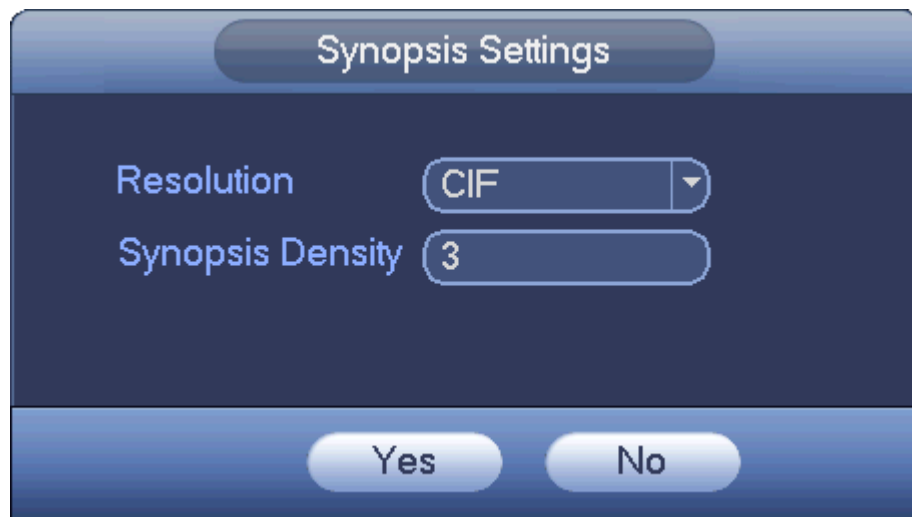 Synopsis Settings
Resolution CIF
Synopsis Density 3
Yes No